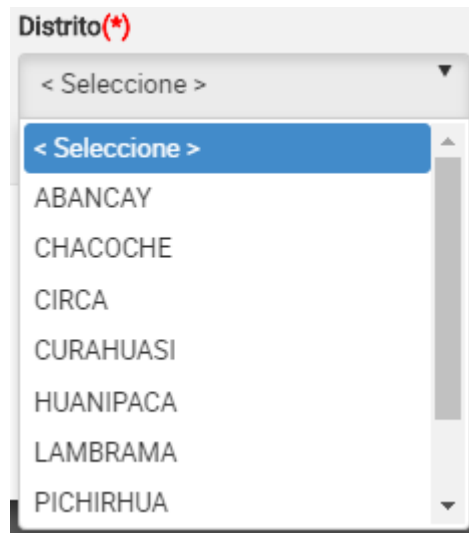 Distrito(*)
< Seleccione >
< Seleccione >
ABANCAY
CHACOCHE
CIRCA
CURAHUASI
HUANIPACA
LAMBRAMA
PICHIRHUA